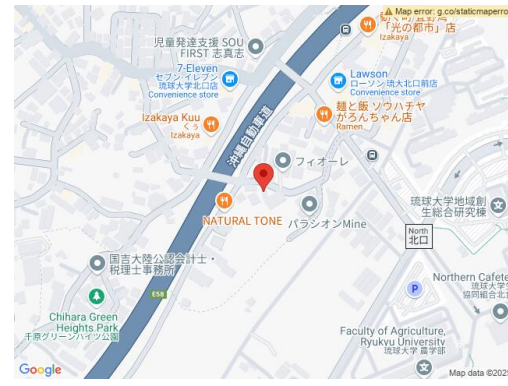 Map error: g.co/staticmaperro
「光の都市」店
Izakaya
児童発達支援 SOU
FIRST 志真志
7-Eleven
セブン-イレブン
琉球大学北口店
Convenience store
Lawson
ローソン 琉大北口前店
Convenience store
麺と飯 ソウハチヤ
がろんちゃん店
Ramen
Izakaya Kuu
くぅ
Izakaya
沖縄自動車道
フィオーレ
NATURAL TONE
パラシオンMine
琉球大学地域創
生総合研究棟
North
北口
国吉大陸公認会計士・
税理士事務所
E58
Chihara Green
Heights Park
千原グリーンハイツ公園
Northern Cafete
琉球大学
協同組合北食
P
Faculty of Agriculture,
Ryukyu University
琉球大学 農学部
Google
Map data ©2025